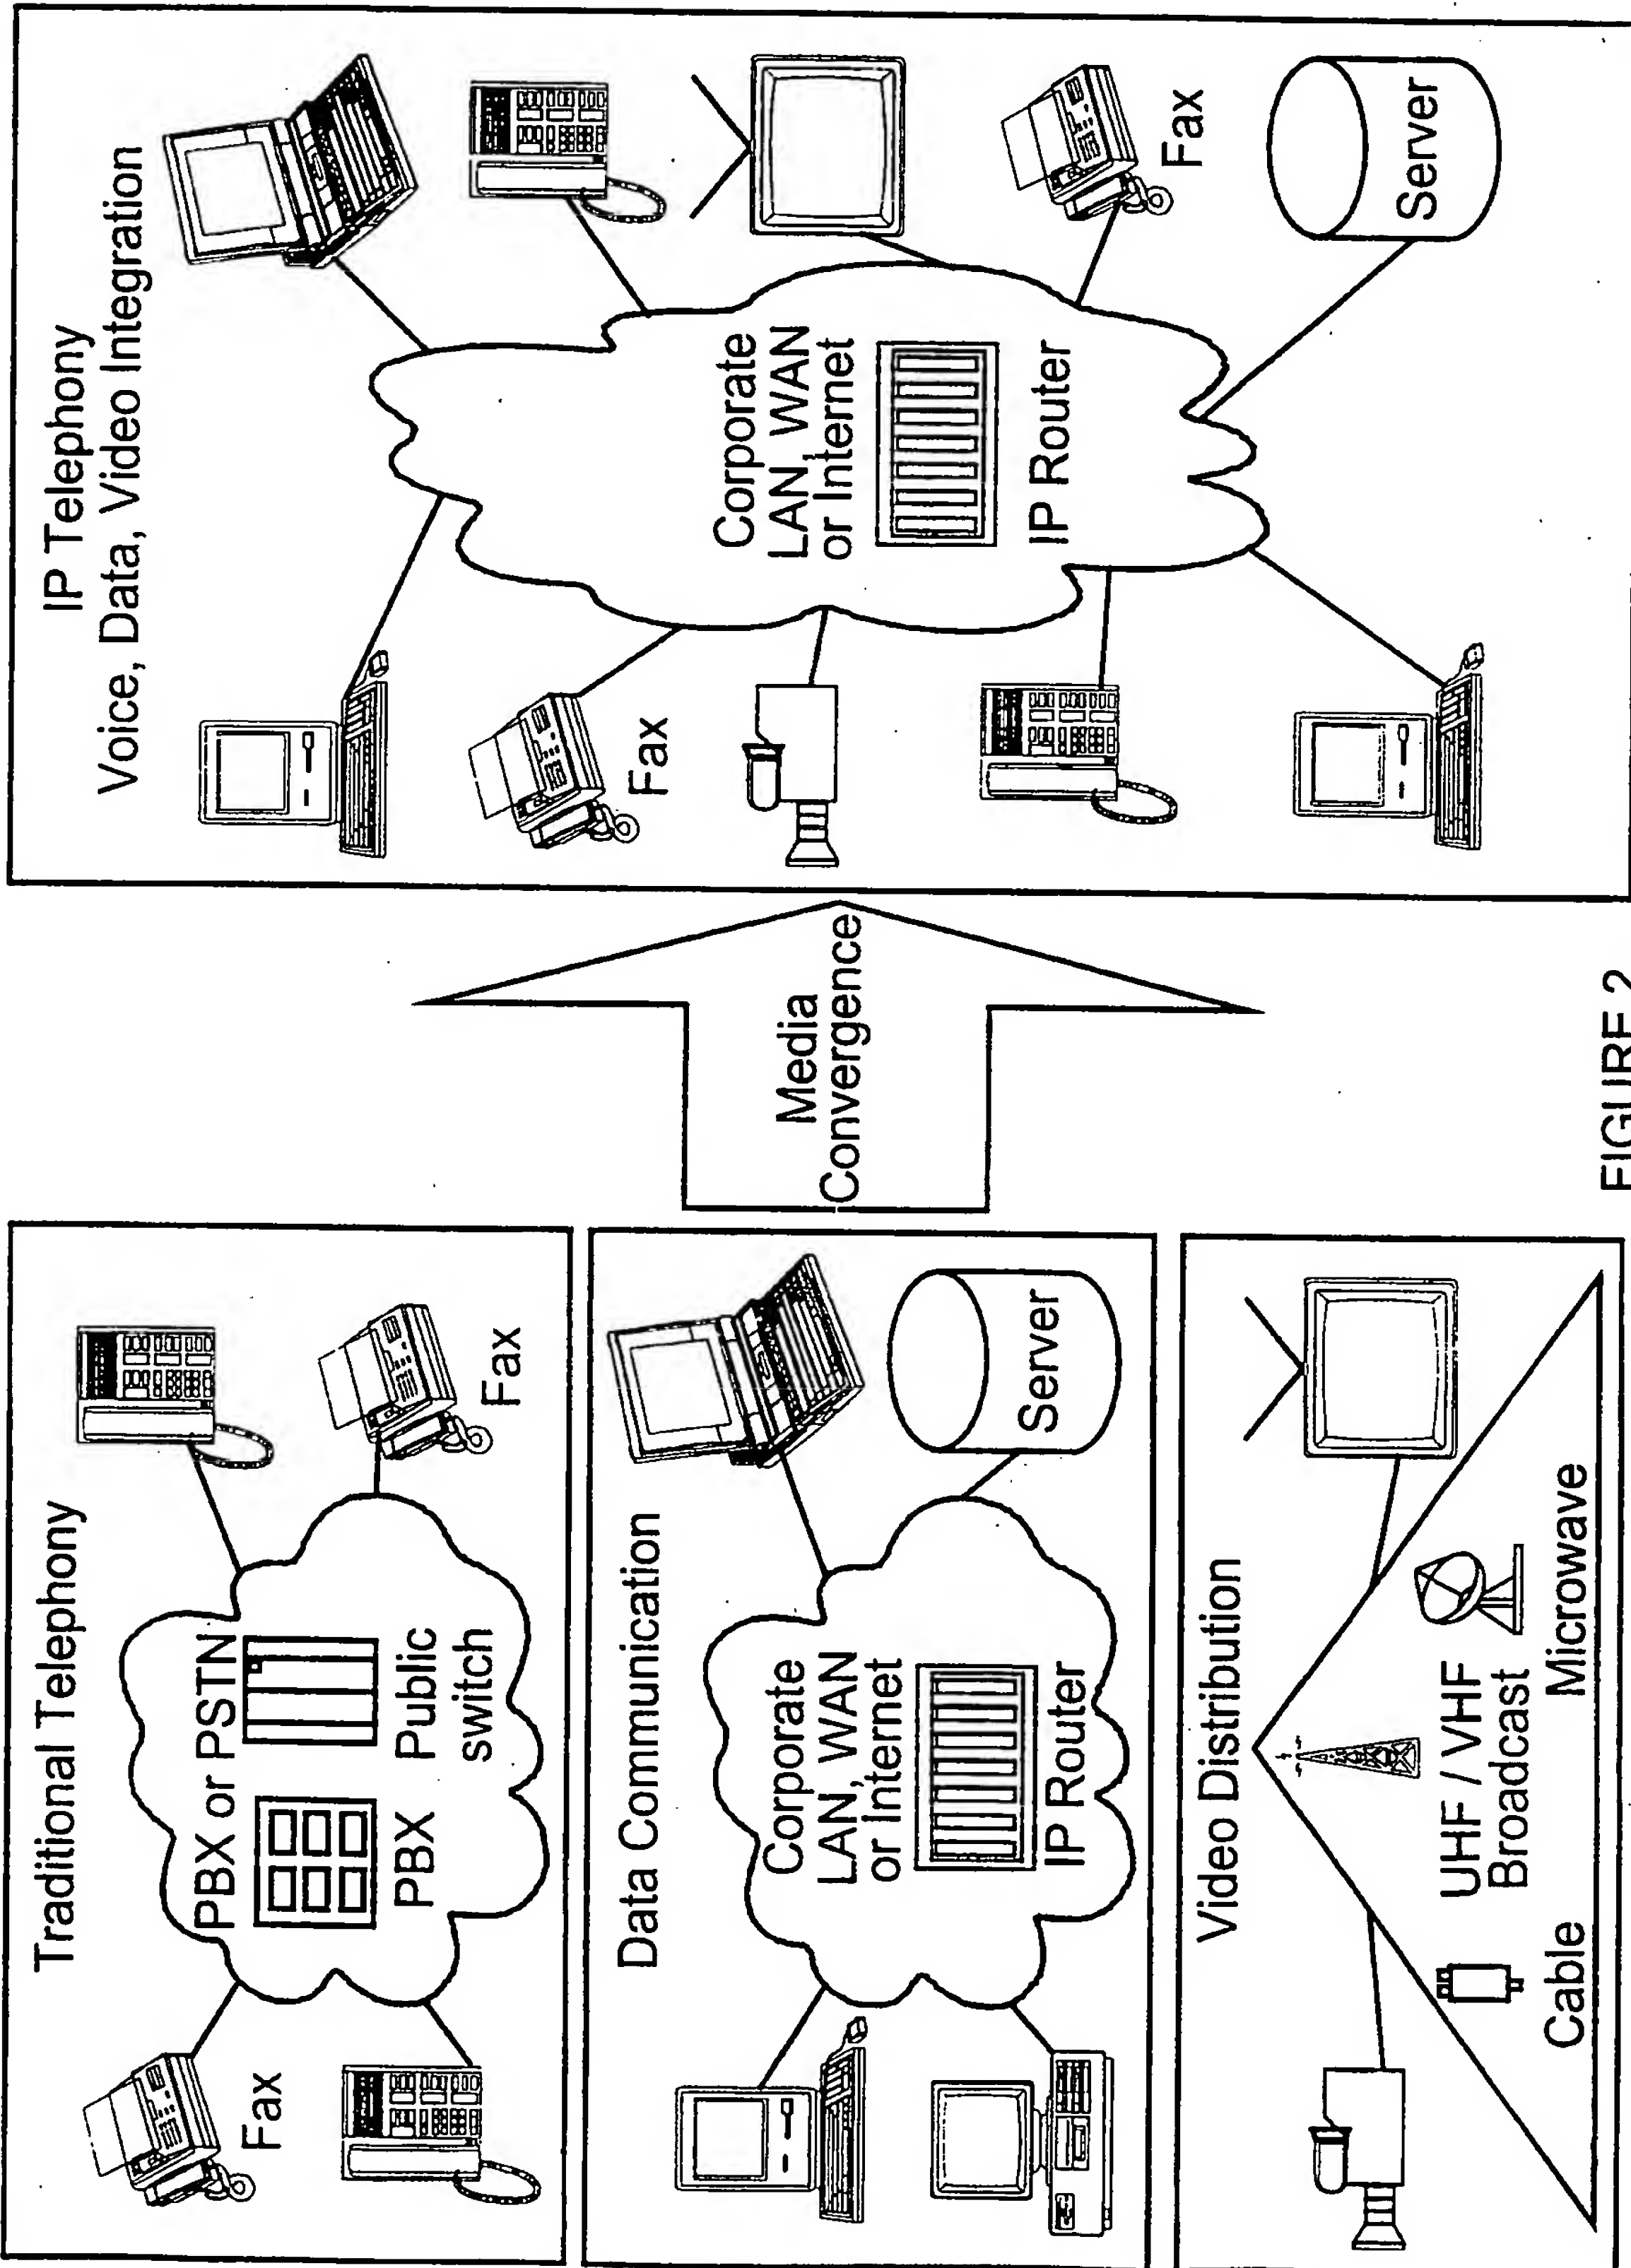 Traditional Telephony
PBX or PSTN
PBX
Public
switch
Fax
Fax
Data Communication
Corporate
LAN, WAN
or Internet
IP Router
Server
Video Distribution
UHF / VHF
Broadcast
Cable
Microwave
Media
Convergence
IP Telephony
Voice, Data, Video Integration
Corporate
LAN, WAN
or Internet
IP Router
Fax
Fax
Server
FIGURE 2